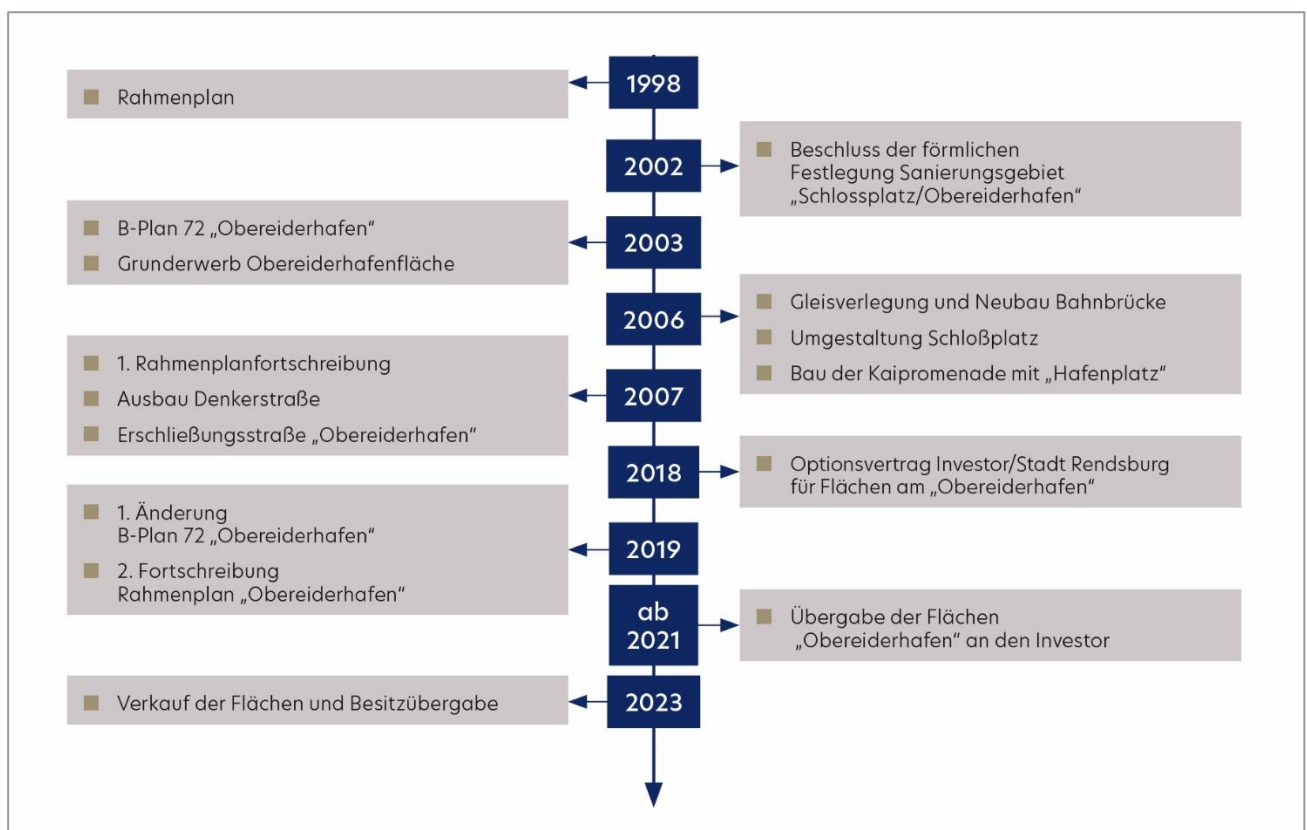 1998
Rahmenplan
2002
Beschluss der förmlichen
Festlegung Sanierungsgebiet
„Schlossplatz/Obereiderhafen“
2003
B-Plan 72 „Obereiderhafen“
Grunderwerb Obereiderhafenfläche
2006
Gleisverlegung und Neubau Bahnbrücke
Umgestaltung Schloßplatz
Bau der Kaipromenade mit „Hafenplatz“
2007
1. Rahmenplanfortschreibung
Ausbau Denkerstraße
Erschließungsstraße „Obereiderhafen“
2018
Optionsvertrag Investor/Stadt Rendsburg
für Flächen am „Obereiderhafen“
2019
1. Änderung
B-Plan 72 „Obereiderhafen“
2. Fortschreibung
Rahmenplan „Obereiderhafen“
ab
2021
Übergabe der Flächen
„Obereiderhafen“ an den Investor
2023
Verkauf der Flächen und Besitzübergabe